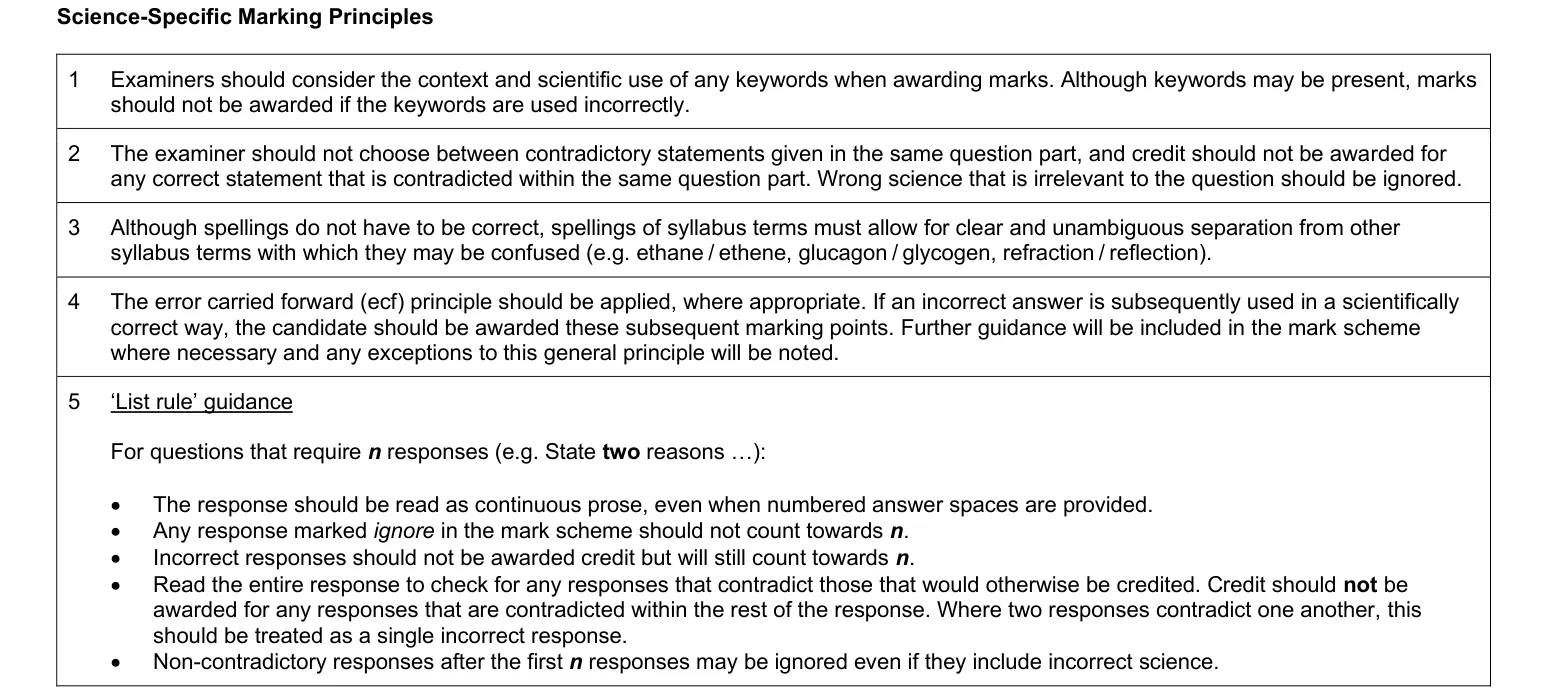 Science-Specific Marking Principles
1 Examiners should consider the context and scientific use of any keywords when awarding marks. Although keywords may be present, marks
should not be awarded if the keywords are used incorrectly.
2 The examiner should not choose between contradictory statements given in the same question part, and credit should not be awarded for
any correct statement that is contradicted within the same question part. Wrong science that is irrelevant to the question should be ignored.
3 Although spellings do not have to be correct, spellings of syllabus terms must allow for clear and unambiguous separation from other
syllabus terms with which they may be confused (e.g. ethane / ethene, glucagon / glycogen, refraction / reflection).
4 The error carried forward (ecf) principle should be applied, where appropriate. If an incorrect answer is subsequently used in a scientifically
correct way, the candidate should be awarded these subsequent marking points. Further guidance will be included in the mark scheme
where necessary and any exceptions to this general principle will be noted.
5 ‘List rule’ guidance
For questions that require n responses (e.g. State two reasons …):
• The response should be read as continuous prose, even when numbered answer spaces are provided.
• Any response marked ignore in the mark scheme should not count towards n.
• Incorrect responses should not be awarded credit but will still count towards n.
• Read the entire response to check for any responses that contradict those that would otherwise be credited. Credit should not be
awarded for any responses that are contradicted within the rest of the response. Where two responses contradict one another, this
should be treated as a single incorrect response.
• Non-contradictory responses after the first n responses may be ignored even if they include incorrect science.